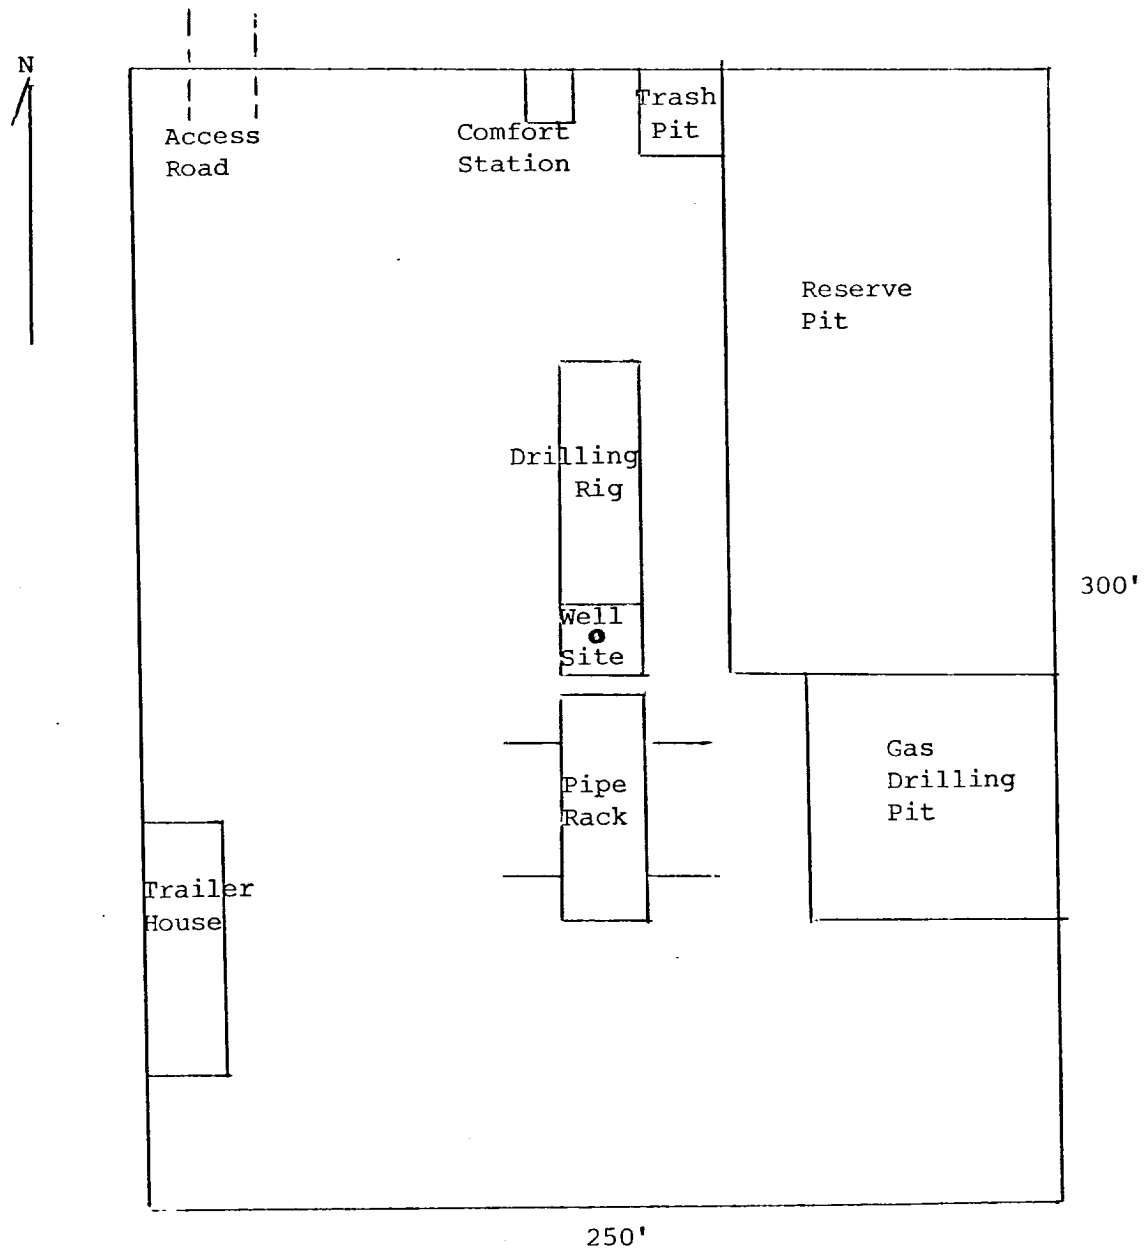 N
Access
Road
Comfort
Station
Trash
Pit
Reserve
Pit
Drilling
Rig
300'
Well
Site
Gas
Drilling
Pit
Pipe
Rack
Trailer
House
250'